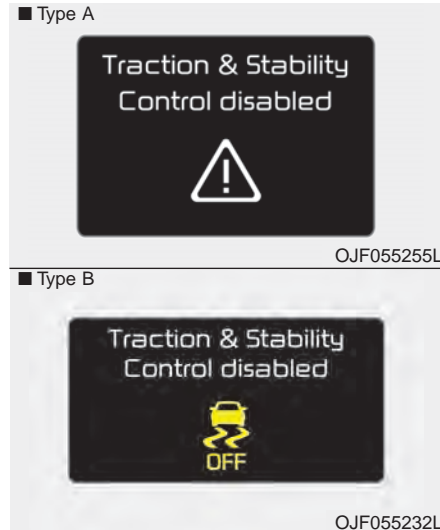 ■ Type A
Traction & Stability
Control disabled
OJF055255L
■ Type B
Traction & Stability
Control disabled
OFF
OJF055232L